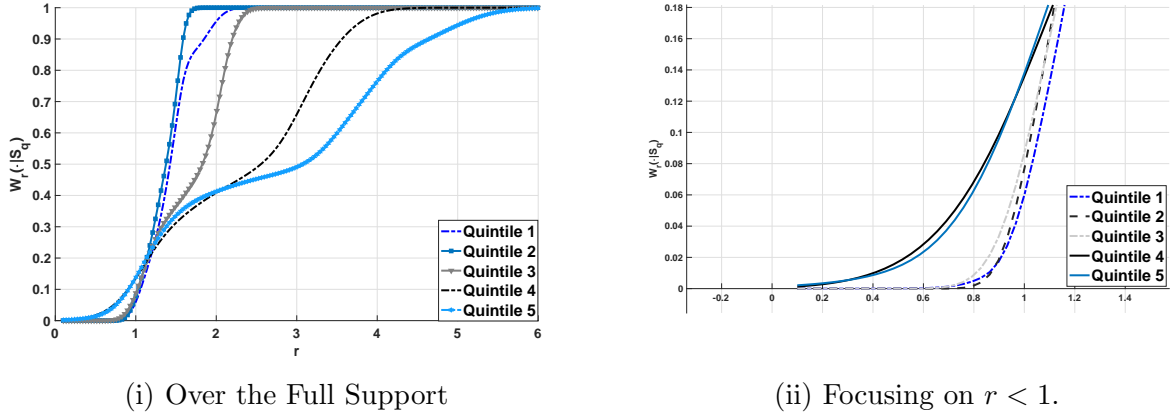 1
0.9
0.8
0.7
0.6
0.5
0.4
0.3
0.2
0.1
0
W_r(·|S_q)
0 1 2 3 4 5 6
r
Quintile 1
Quintile 2
Quintile 3
Quintile 4
Quintile 5
(i) Over the Full Support
0.18
0.16
0.14
0.12
0.1
0.08
0.06
0.04
0.02
0
W_r(·|S_q)
-0.2 0 0.2 0.4 0.6 0.8 1 1.2 1.4
Quintile 1
Quintile 2
Quintile 3
Quintile 4
Quintile 5
(ii) Focusing on r < 1.